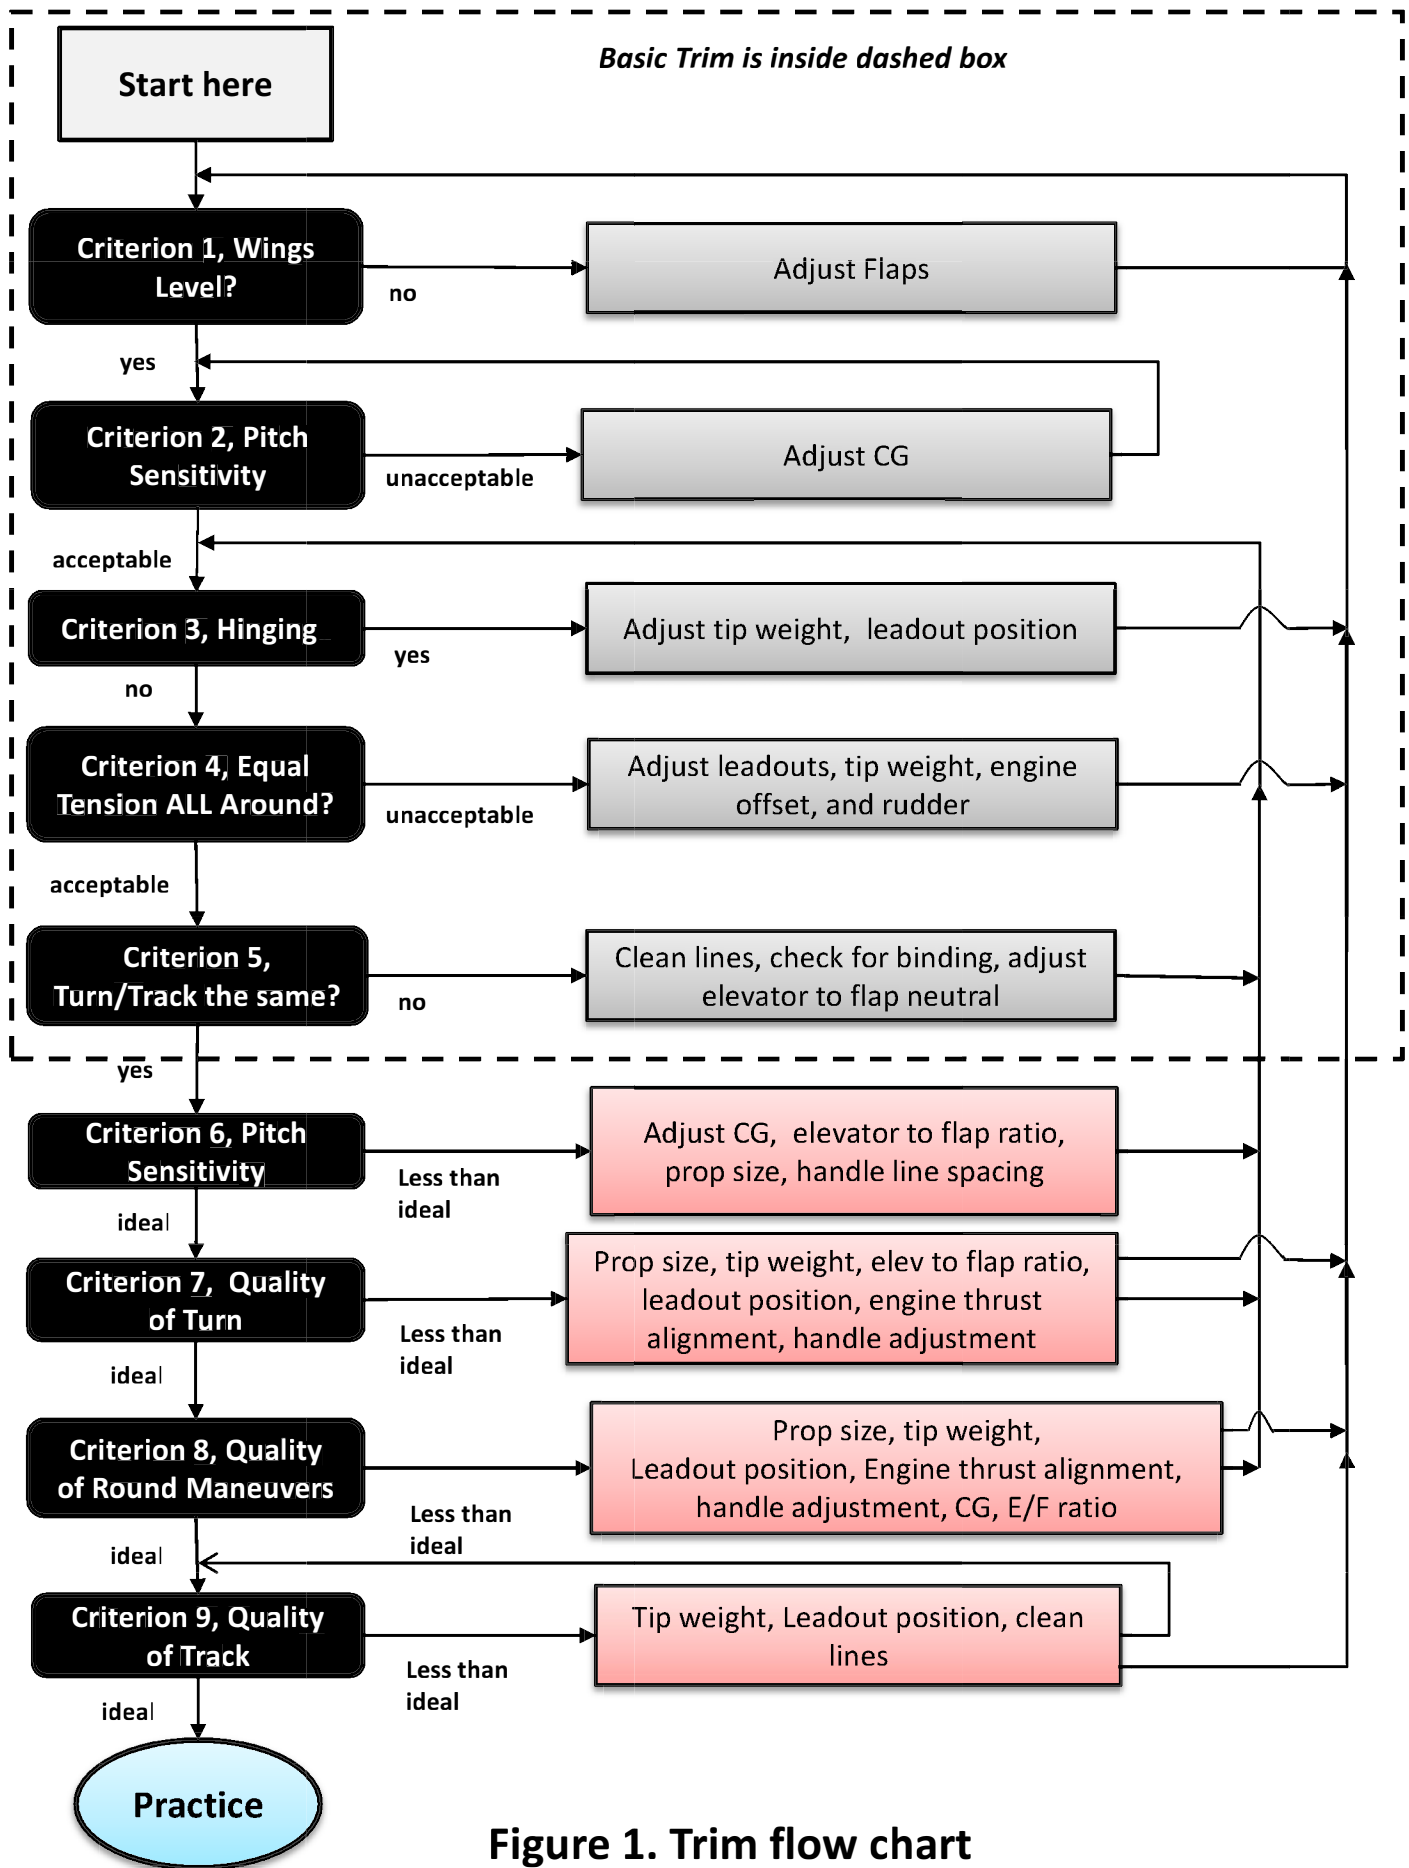 Basic Trim is inside dashed box
Start here
Criterion 1, Wings
Level?
no
Adjust Flaps
yes
Criterion 2, Pitch
Sensitivity
unacceptable
Adjust CG
acceptable
Criterion 3, Hinging
yes
Adjust tip weight, leadout position
no
Criterion 4, Equal
Tension ALL Around?
unacceptable
Adjust leadouts, tip weight, engine
offset, and rudder
acceptable
Criterion 5,
Turn/Track the same?
no
Clean lines, check for binding, adjust
elevator to flap neutral
yes
Criterion 6, Pitch
Sensitivity
Less than
ideal
Adjust CG, elevator to flap ratio,
prop size, handle line spacing
ideal
Criterion 7, Quality
of Turn
Less than
ideal
Prop size, tip weight, elev to flap ratio,
leadout position, engine thrust
alignment, handle adjustment
ideal
Criterion 8, Quality
of Round Maneuvers
Less than
ideal
Prop size, tip weight,
Leadout position, Engine thrust alignment,
handle adjustment, CG, E/F ratio
ideal
Criterion 9, Quality
of Track
Less than
ideal
Tip weight, Leadout position, clean
lines
ideal
Practice
Figure 1. Trim flow chart